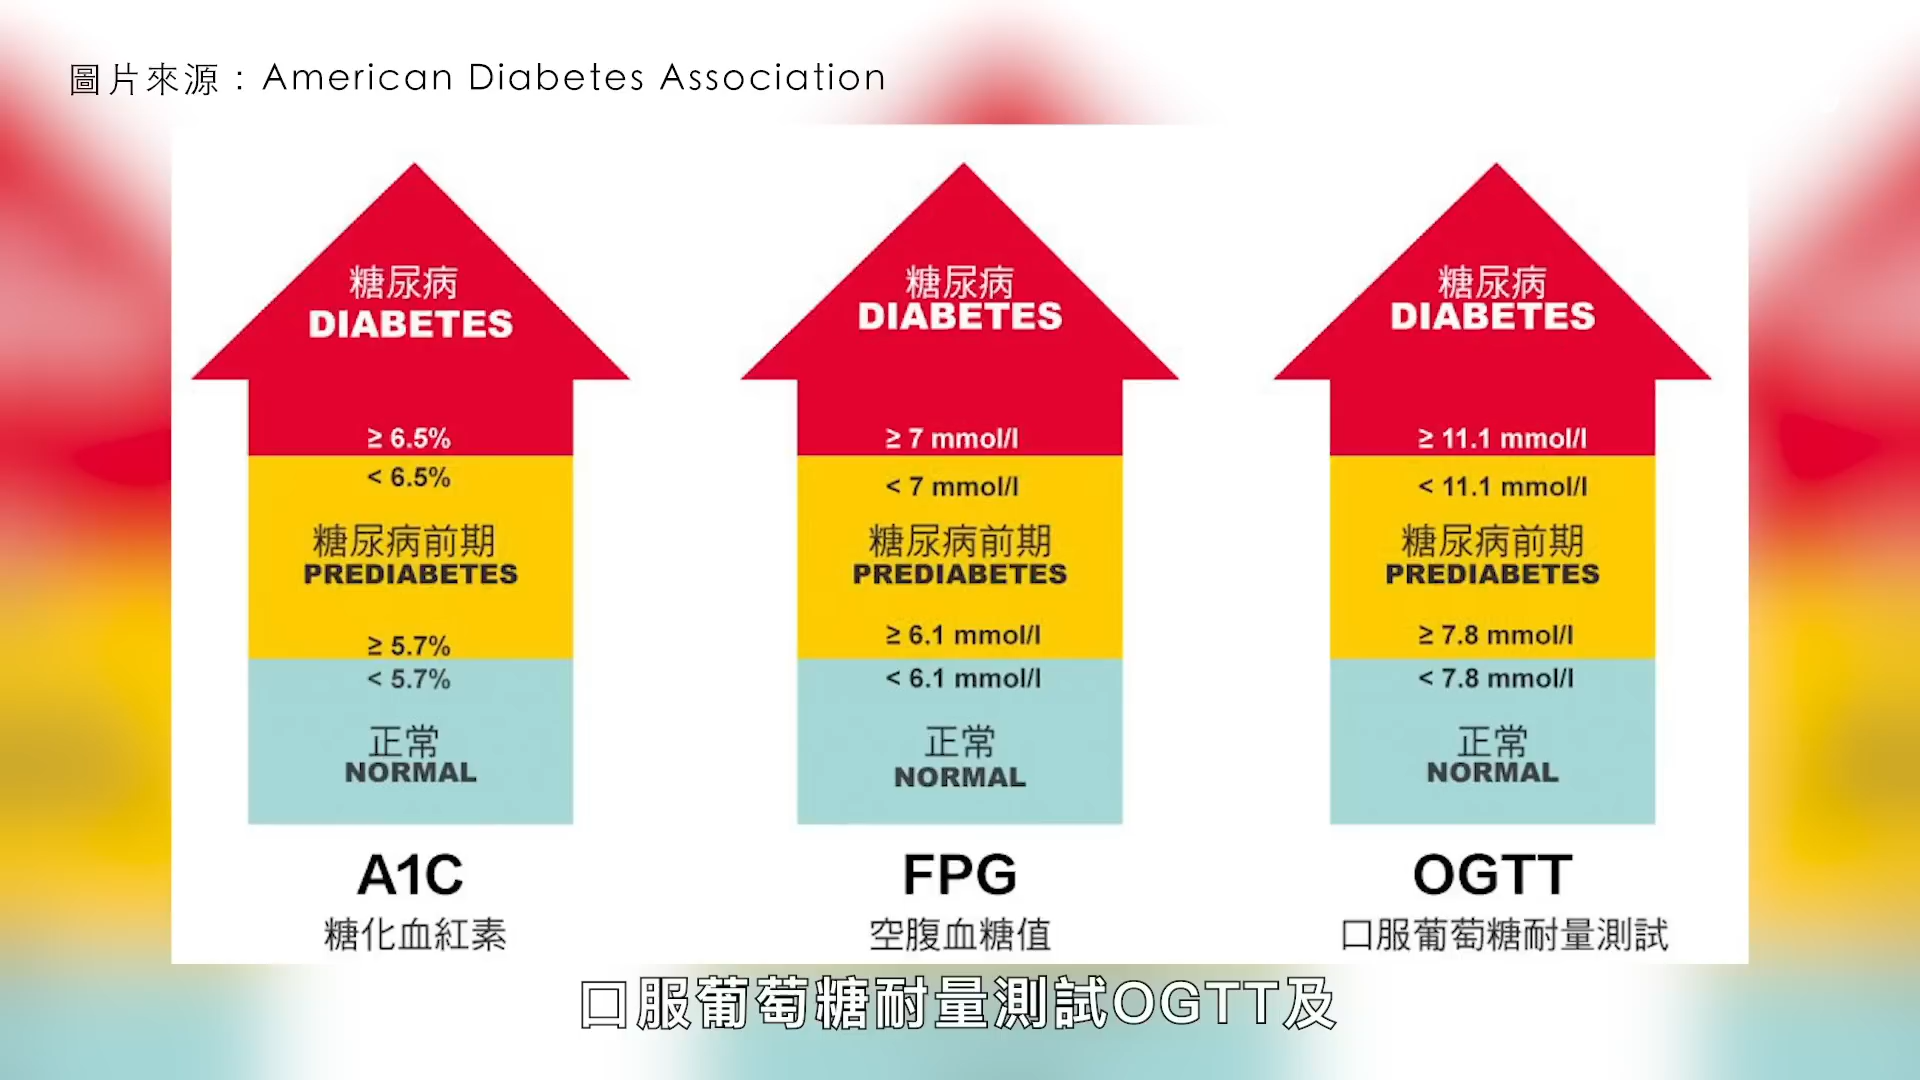 圖片來源：American Diabetes Association
糖尿病
DIABETES
≥ 6.5%
< 6.5%
糖尿病前期
PREDIABETES
≥ 5.7%
< 5.7%
正常
NORMAL
A1C
糖化血紅素
糖尿病
DIABETES
≥ 7 mmol/l
< 7 mmol/l
糖尿病前期
PREDIABETES
≥ 6.1 mmol/l
< 6.1 mmol/l
正常
NORMAL
FPG
空腹血糖值
糖尿病
DIABETES
≥ 11.1 mmol/l
< 11.1 mmol/l
糖尿病前期
PREDIABETES
≥ 7.8 mmol/l
< 7.8 mmol/l
正常
NORMAL
OGTT
口服葡萄糖耐量測試
口服葡萄糖耐量測試OGTT及